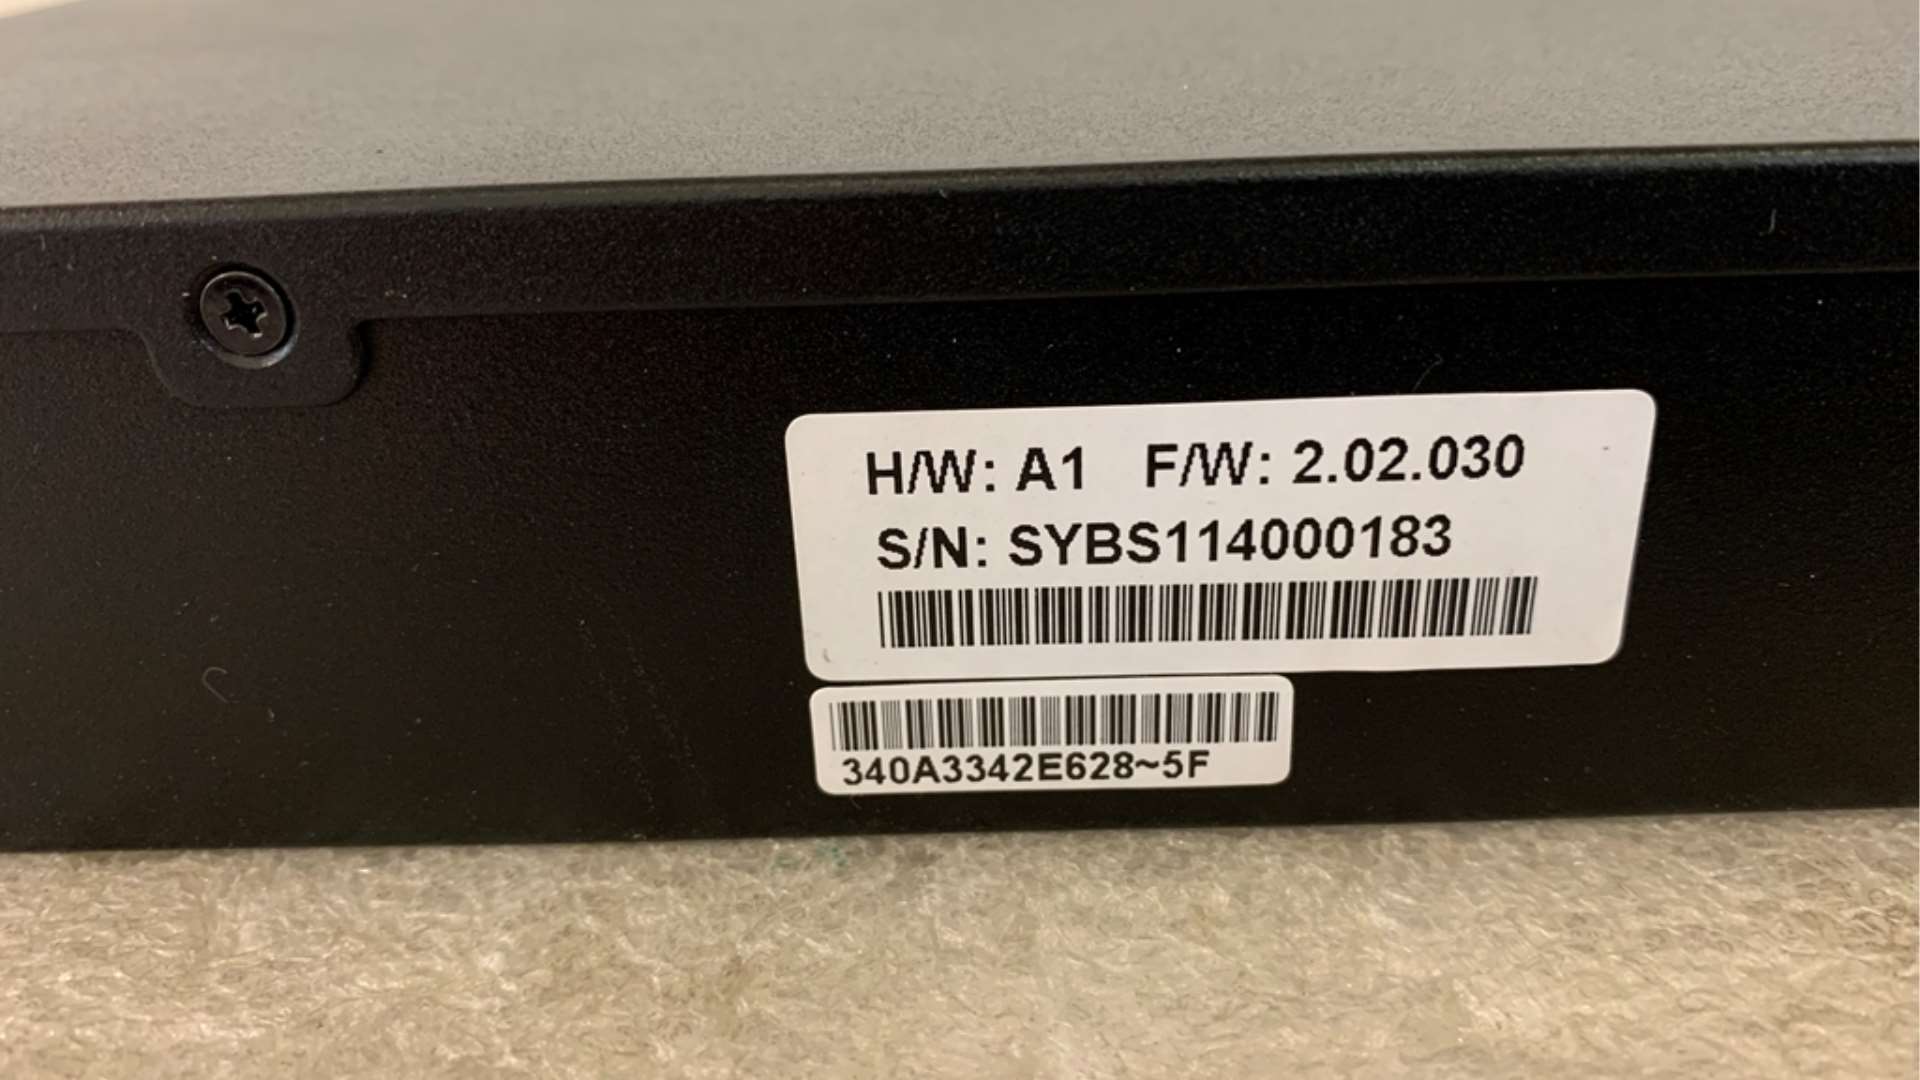 H/W: A1 F/W: 2.02.030
S/N: SYBS114000183
340A3342E628~5F